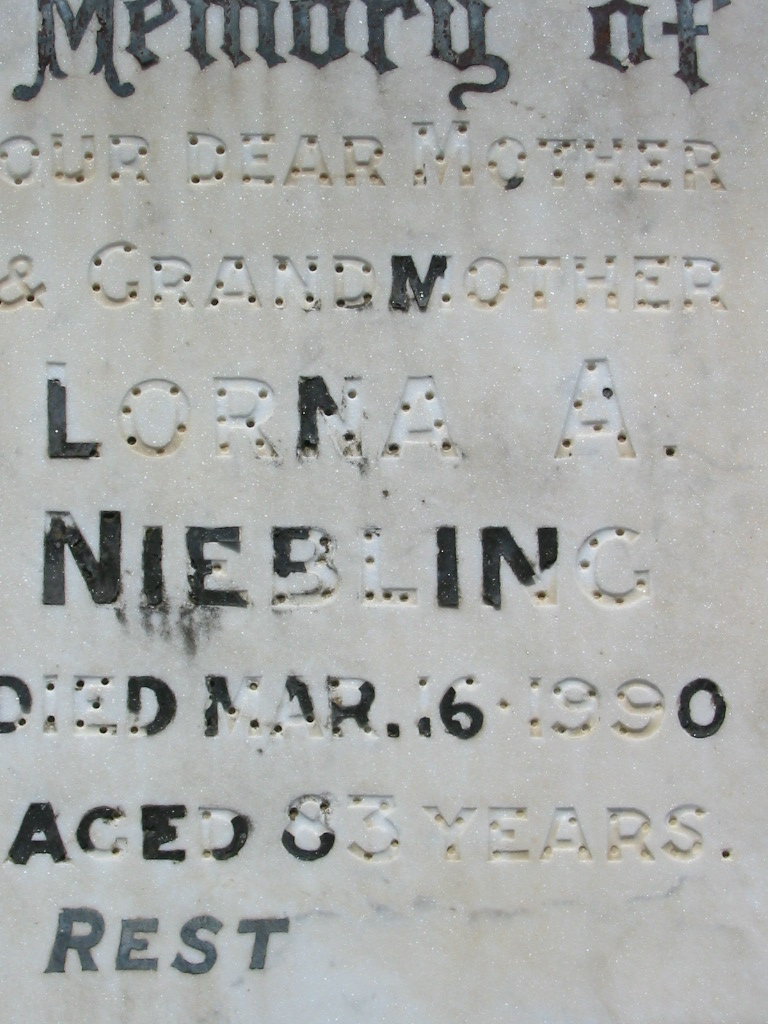 Memory of
OUR DEAR MOTHER
& GRANDMOTHER
LORNA A.
NIEBLING
DIED MAR. 16 · 1990
AGED 83 YEARS.
REST